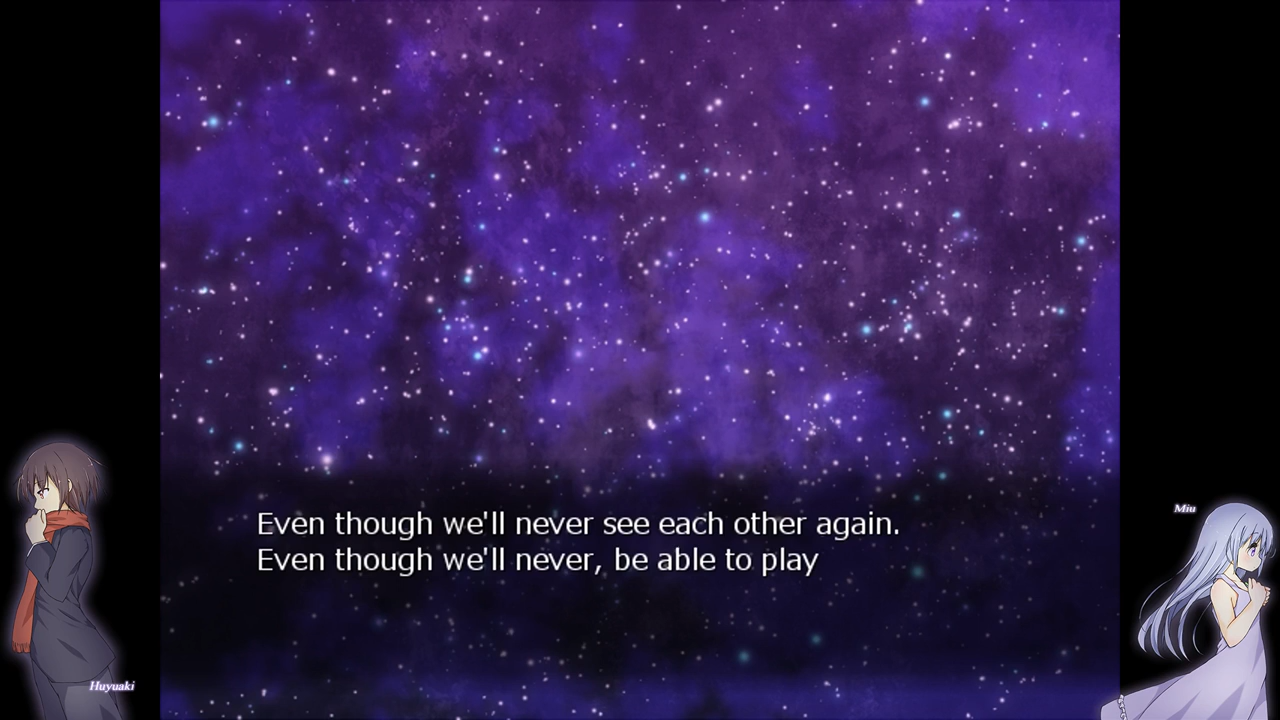 Even though we'll never see each other again.
Even though we'll never, be able to play
Miu
Huyuaki